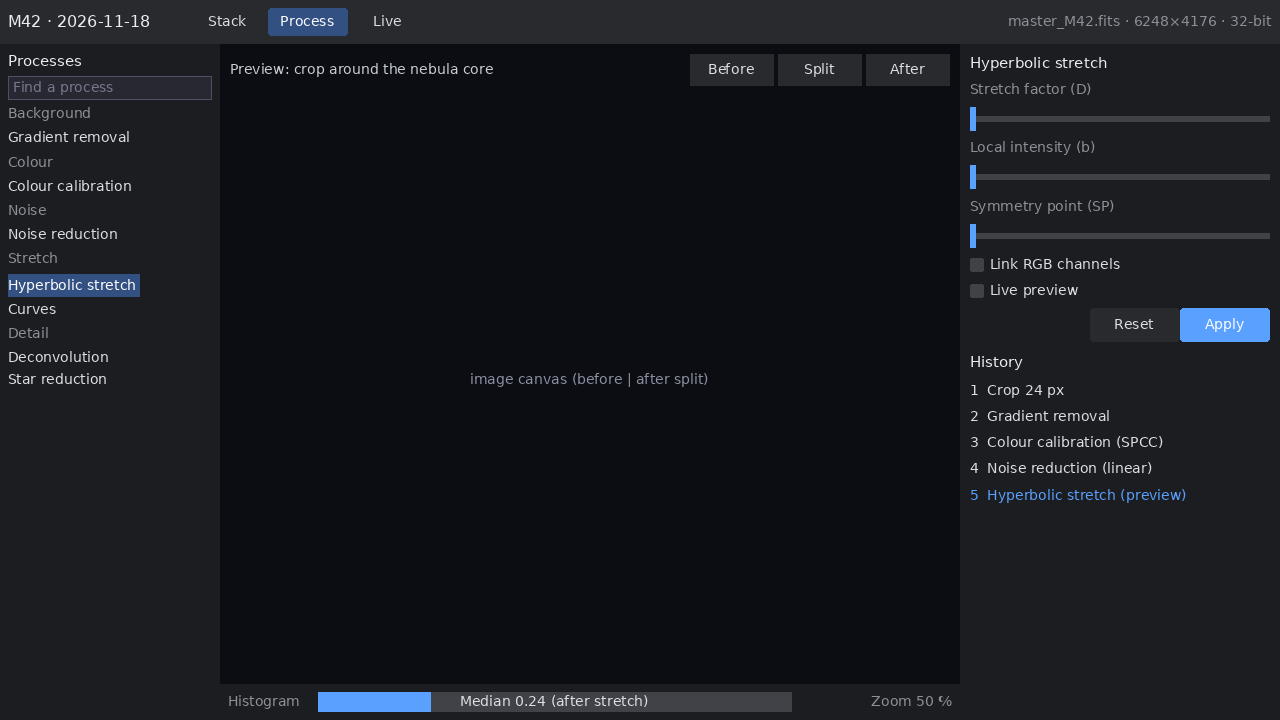 M42 · 2026-11-18
Stack
Process
Live
master_M42.fits · 6248×4176 · 32-bit
Processes
Find a process
Background
Gradient removal
Colour
Colour calibration
Noise
Noise reduction
Stretch
Hyperbolic stretch
Curves
Detail
Deconvolution
Star reduction
Preview: crop around the nebula core
Before
Split
After
image canvas (before | after split)
Histogram
Median 0.24 (after stretch)
Zoom 50 ℅
Hyperbolic stretch
Stretch factor (D)
Local intensity (b)
Symmetry point (SP)
Link RGB channels
Live preview
Reset
Apply
History
1 Crop 24 px
2 Gradient removal
3 Colour calibration (SPCC)
4 Noise reduction (linear)
5 Hyperbolic stretch (preview)